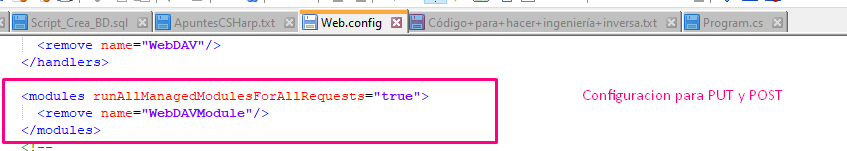 Script_Crea_BD.sql ApuntesCSHarp.txt Web.config Código+para+hacer+ingeniería+inversa.txt Program.cs
<remove name="WebDAV"/>
</handlers>
<modules runAllManagedModulesForAllRequests="true">
Configuracion para PUT y POST
<remove name="WebDAVModule"/>
</modules>
<!--